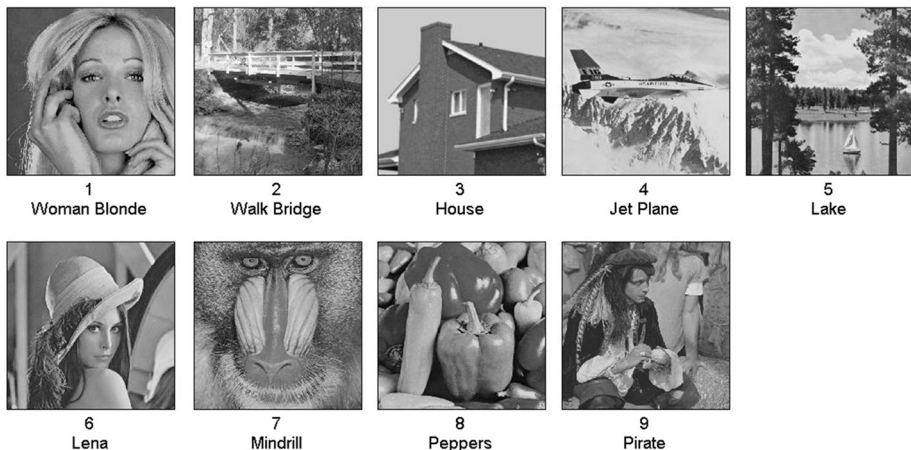 1
Woman Blonde
2
Walk Bridge
3
House
4
Jet Plane
5
Lake
6
Lena
7
Mindrill
8
Peppers
9
Pirate